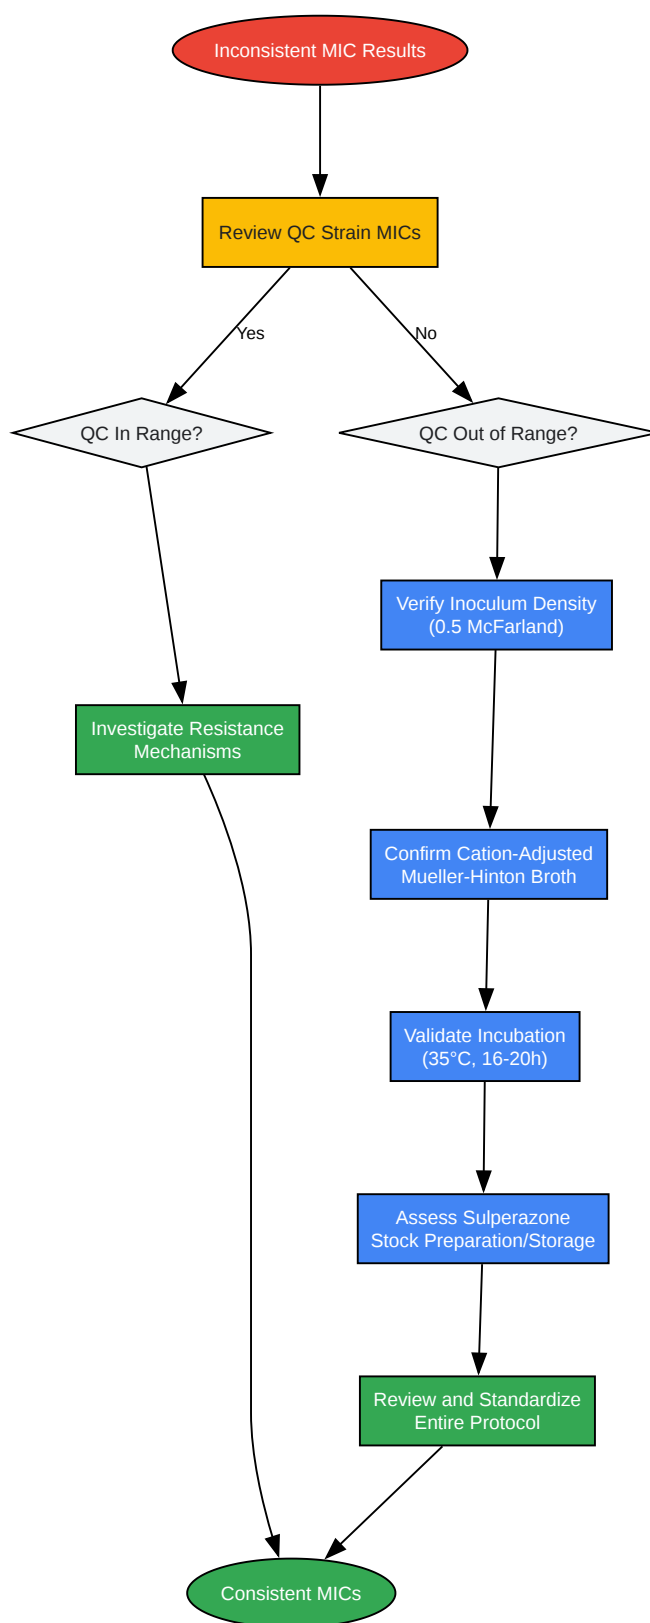 Inconsistent MIC Results
Review QC Strain MICs
Yes
No
QC In Range?
QC Out of Range?
Verify Inoculum Density
(0.5 McFarland)
Investigate Resistance
Mechanisms
Confirm Cation-Adjusted
Mueller-Hinton Broth
Validate Incubation
(35°C, 16-20h)
Assess Sulperazone
Stock Preparation/Storage
Review and Standardize
Entire Protocol
Consistent MICs